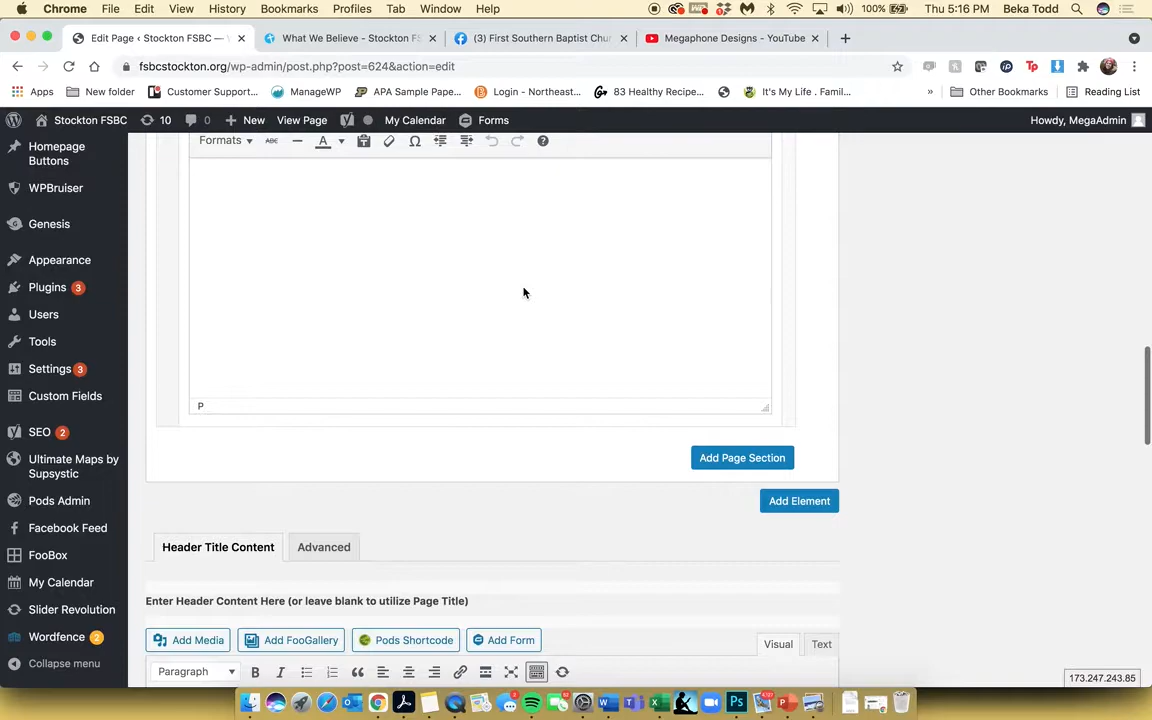 Chrome File Edit View History Bookmarks Profiles Tab Window Help 100% Thu 5:16 PM Beka Todd
Edit Page ‹ Stockton FSBC — What We Believe - Stockton FS (3) First Southern Baptist Chur Megaphone Designs - YouTube
fsbcstockton.org/wp-admin/post.php?post=624&action=edit
Apps New folder Customer Support... ManageWP APA Sample Pape... Login - Northeast... 83 Healthy Recipe... It's My Life . Fami... » Other Bookmarks Reading List
Stockton FSBC 10 0 New View Page My Calendar Forms Howdy, MegaAdmin
Formats ABC A
Homepage
Buttons
WPBruiser
Genesis
Appearance
Plugins 3
Users
Tools
Settings 3
Custom Fields
SEO 2
Ultimate Maps by
Supsystic
Pods Admin
Facebook Feed
FooBox
My Calendar
Slider Revolution
Wordfence 2
Collapse menu
P
Add Page Section
Add Element
Header Title Content Advanced
Enter Header Content Here (or leave blank to utilize Page Title)
Add Media Add FooGallery Pods Shortcode Add Form Visual Text
Paragraph B I
173.247.243.85